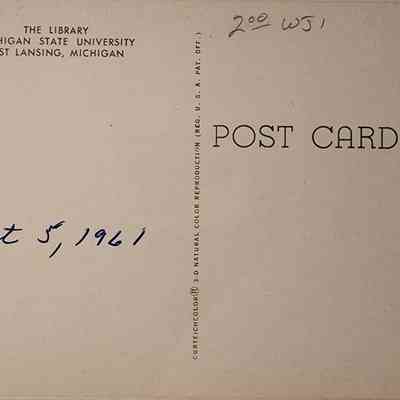 THE LIBRARY
HIGAN STATE UNIVERSITY
ST LANSING, MICHIGAN
t 5, 1961
CURTEICHCOLOR® 3-D NATURAL COLOR REPRODUCTION (REG. U. S. A. PAT. OFF.)
2.00 WJ1
POST CARD